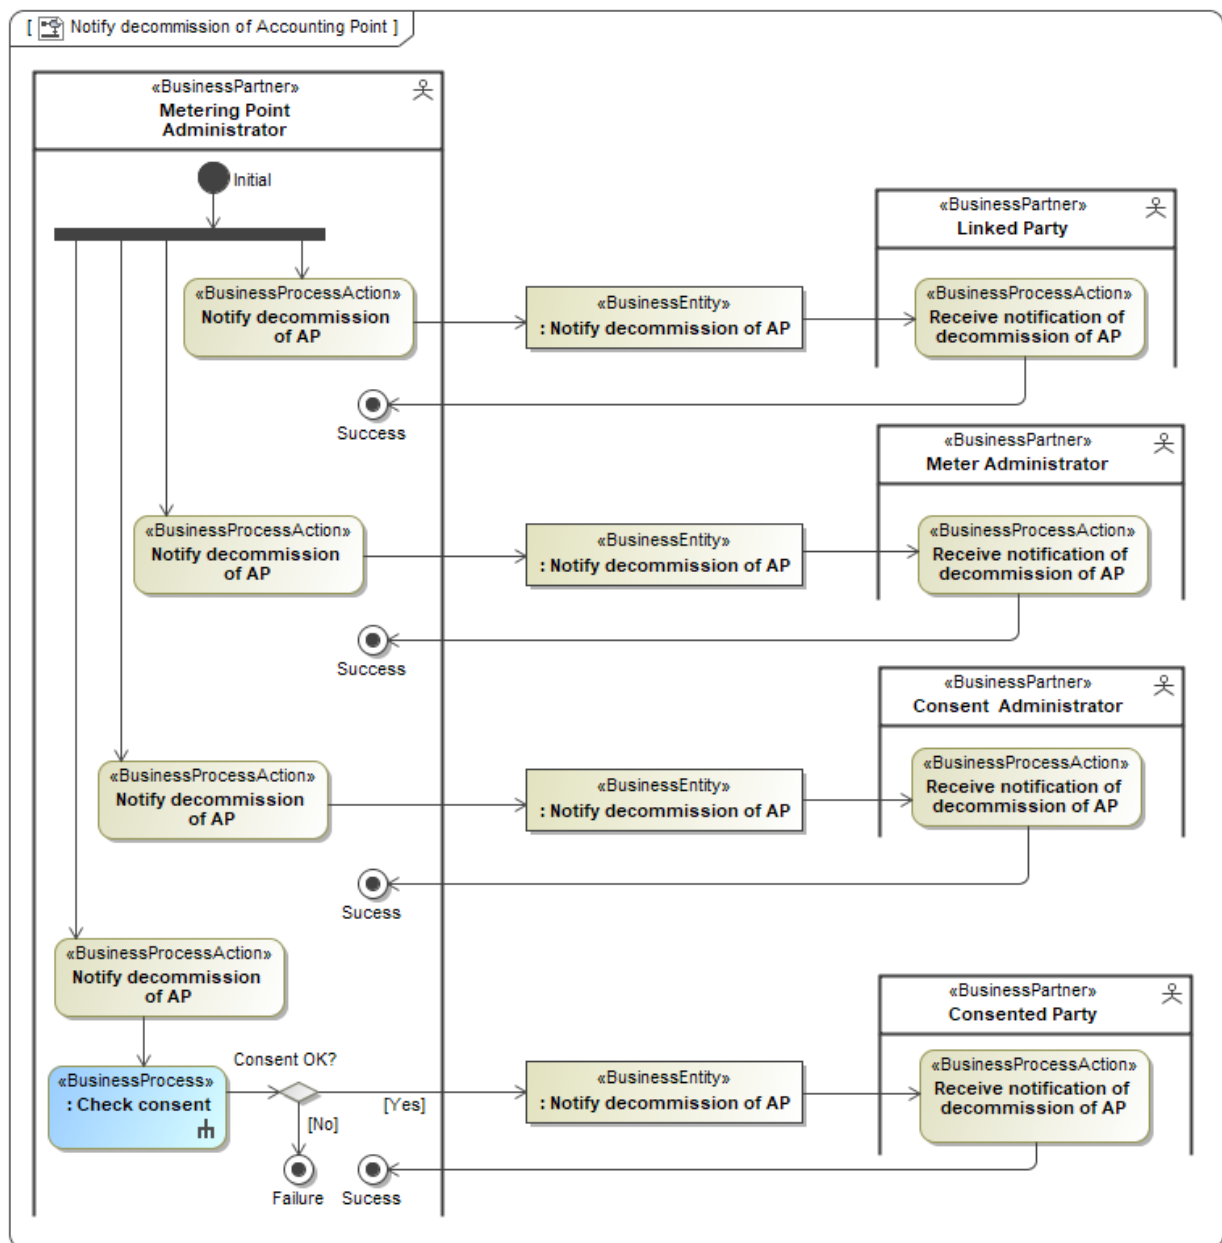 [ Notify decommission of Accounting Point ]
«BusinessPartner»
Metering Point
Administrator
Initial
«BusinessPartner»
Linked Party
«BusinessProcessAction»
Notify decommission
of AP
«BusinessEntity»
: Notify decommission of AP
«BusinessProcessAction»
Receive notification of
decommission of AP
Success
«BusinessPartner»
Meter Administrator
«BusinessProcessAction»
Notify decommission
of AP
«BusinessEntity»
: Notify decommission of AP
«BusinessProcessAction»
Receive notification of
decommission of AP
Success
«BusinessPartner»
Consent  Administrator
«BusinessProcessAction»
Notify decommission
of AP
«BusinessEntity»
: Notify decommission of AP
«BusinessProcessAction»
Receive notification of
decommission of AP
Sucess
«BusinessProcessAction»
Notify decommission
of AP
«BusinessPartner»
Consented Party
«BusinessProcess»
: Check consent
Consent OK?
[Yes]
[No]
«BusinessEntity»
: Notify decommission of AP
«BusinessProcessAction»
Receive notification of
decommission of AP
Failure
Sucess